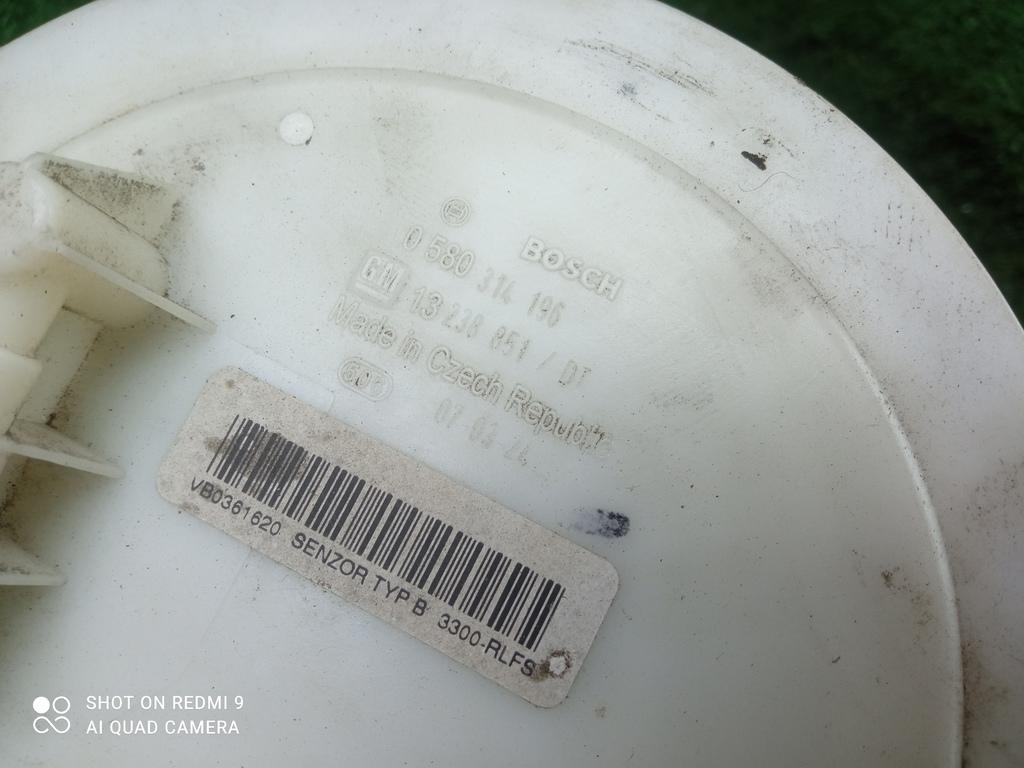 BOSCH
0 580 314 196
GM 13 238 851 / DT
Made in Czech Republic
07 03 24
VB0361620 SENZOR TYP B 3300-RLFS
SHOT ON REDMI 9
AI QUAD CAMERA